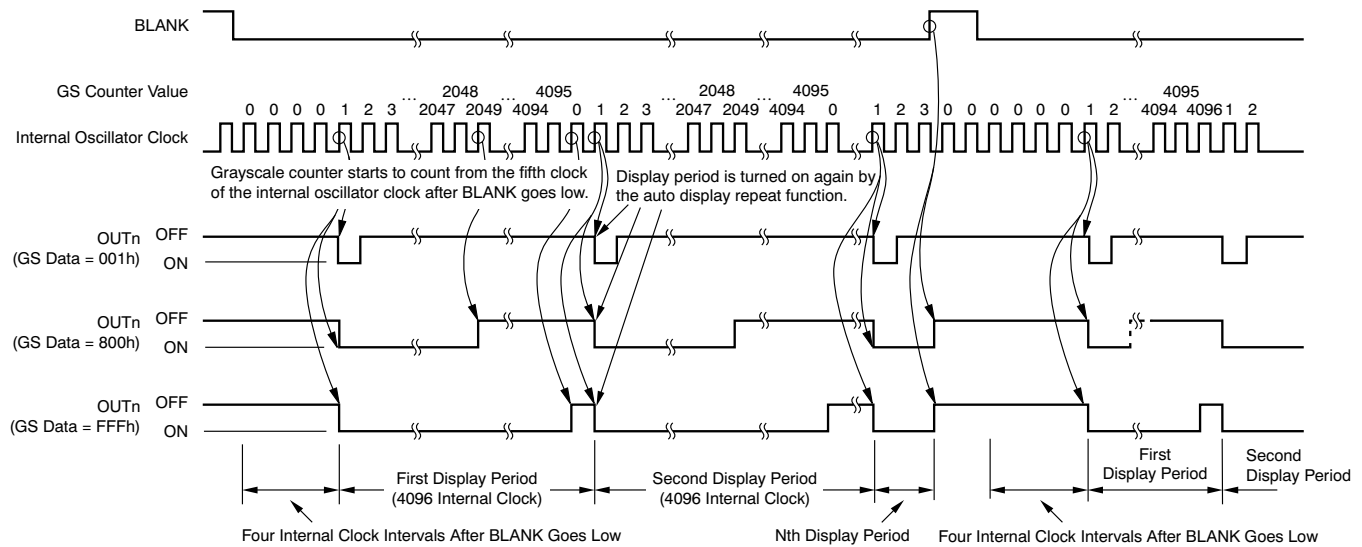 BLANK
GS Counter Value
2048 4095 2048 4095 4095
... ... ... ... ...
0 0 0 0 1 2 3 2047 2049 4094 0 1 2 3 2047 2049 4094 0 1 2 3 0 0 0 0 0 0 1 2 4094 4096 1 2
Internal Oscillator Clock
Grayscale counter starts to count from the fifth clock
of the internal oscillator clock after BLANK goes low.
Display period is turned on again by
the auto display repeat function.
OUTn OFF
(GS Data = 001h) ON
OUTn OFF
(GS Data = 800h) ON
OUTn OFF
(GS Data = FFFh) ON
First Display Period
(4096 Internal Clock)
Second Display Period
(4096 Internal Clock)
First
Display Period
Second
Display Period
Four Internal Clock Intervals After BLANK Goes Low
Nth Display Period
Four Internal Clock Intervals After BLANK Goes Low